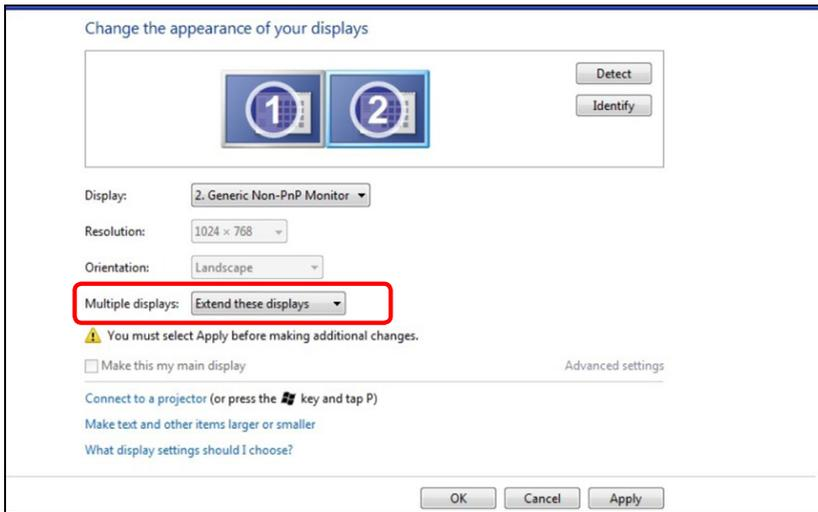 Change the appearance of your displays
1
2
Detect
Identify
Display: 2. Generic Non-PnP Monitor
Resolution: 1024 × 768
Orientation: Landscape
Multiple displays: Extend these displays
You must select Apply before making additional changes.
Make this my main display Advanced settings
Connect to a projector (or press the key and tap P)
Make text and other items larger or smaller
What display settings should I choose?
OK Cancel Apply